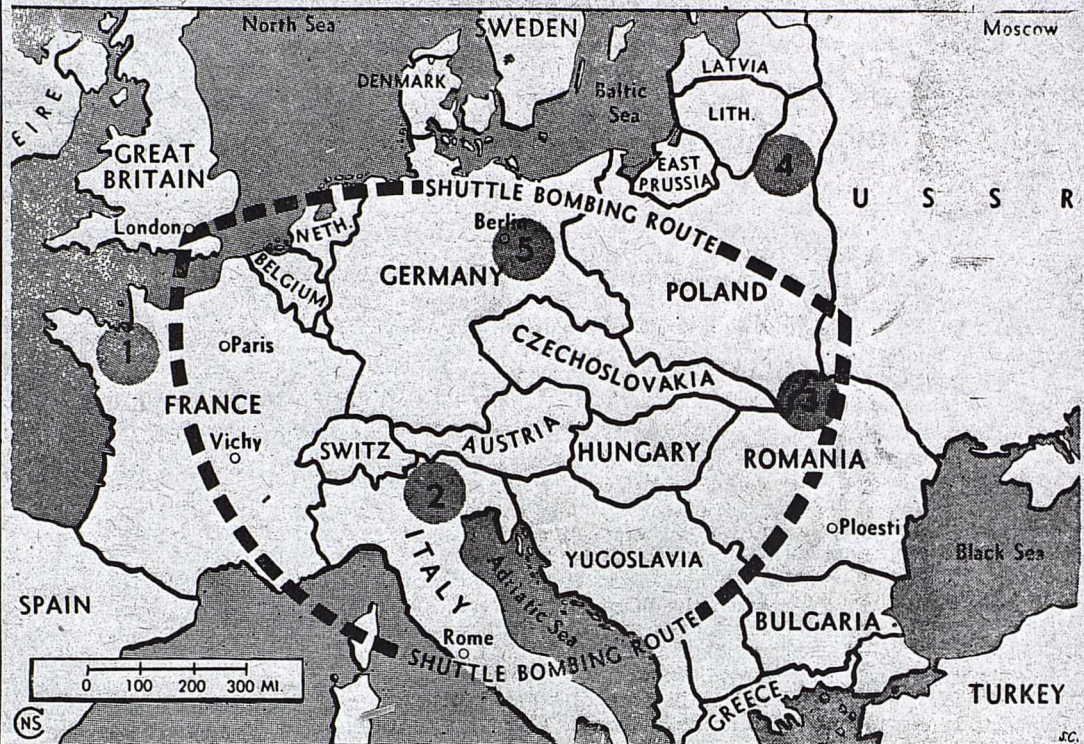 North Sea
SWEDEN
Moscow
DENMARK
LATVIA
Baltic
Sea
LITH.
EIRE
GREAT
BRITAIN
EAST
PRUSSIA
4
SHUTTLE BOMBING ROUTE
U S S R
London
NETH.
Berlin
5
BELGIUM
GERMANY
POLAND
1
Paris
CZECHOSLOVAKIA
3
FRANCE
Vichy
SWITZ
AUSTRIA
HUNGARY
ROMANIA
2
Ploesti
ITALY
YUGOSLAVIA
Black Sea
Adriatic Sea
SPAIN
BULGARIA
Rome
SHUTTLE BOMBING ROUTE
0 100 200 300 MI.
GREECE
TURKEY
NS
S.C.